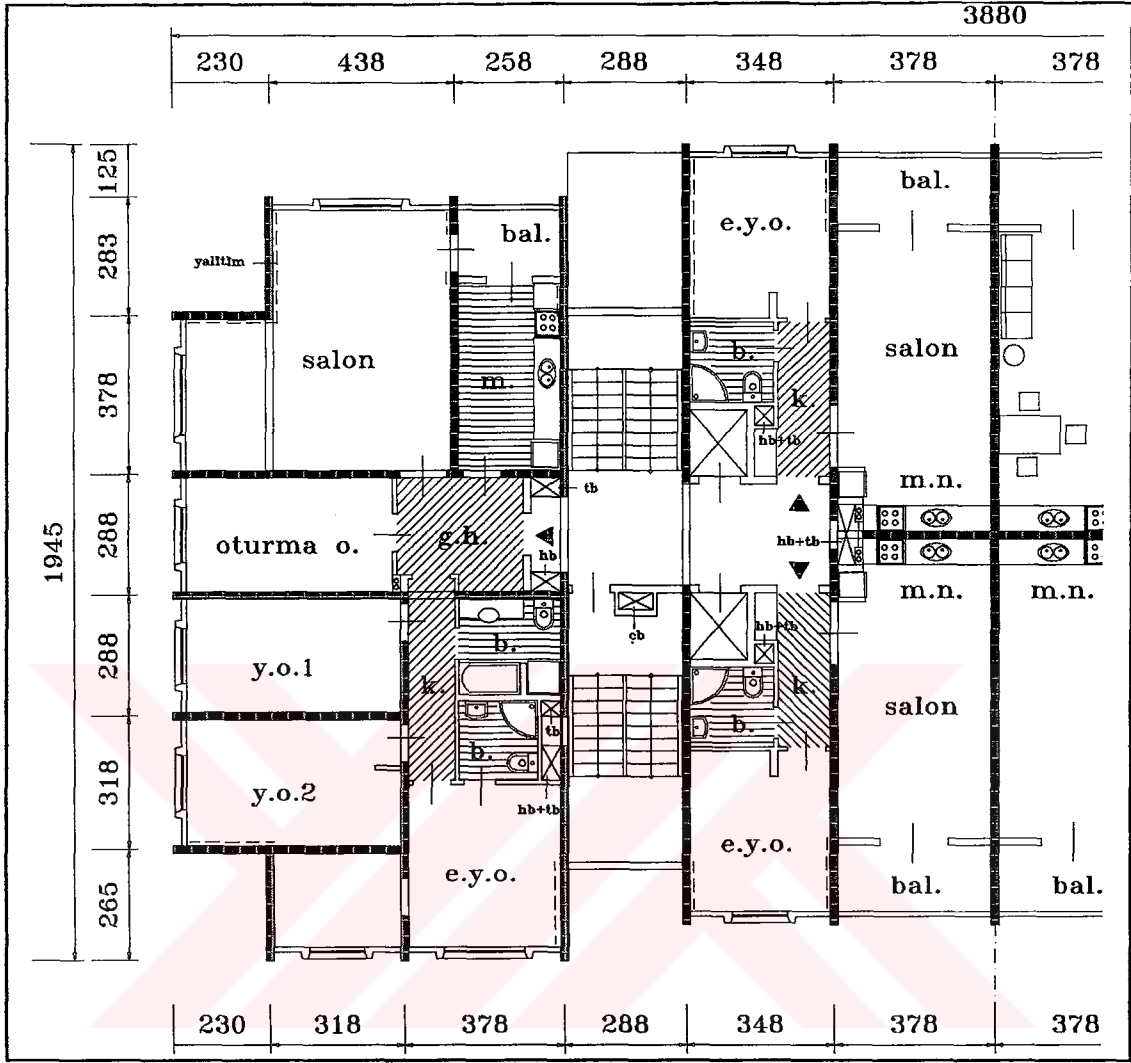 3880
230 438 258 288 348 378 378
125
283
378
288
288
318
265
1945
bal.
e.y.o.
bal.
yalıtım
salon
m.
b.
k.
salon
hb+tb
m.n.
tb
oturma o.
g.h.
hb
hb+tb
m.n.
m.n.
çb
hb+tb
y.o.1
b.
k.
k.
salon
b.
tb
b.
y.o.2
hb+tb
e.y.o.
e.y.o.
bal.
bal.
230 318 378 288 348 378 378